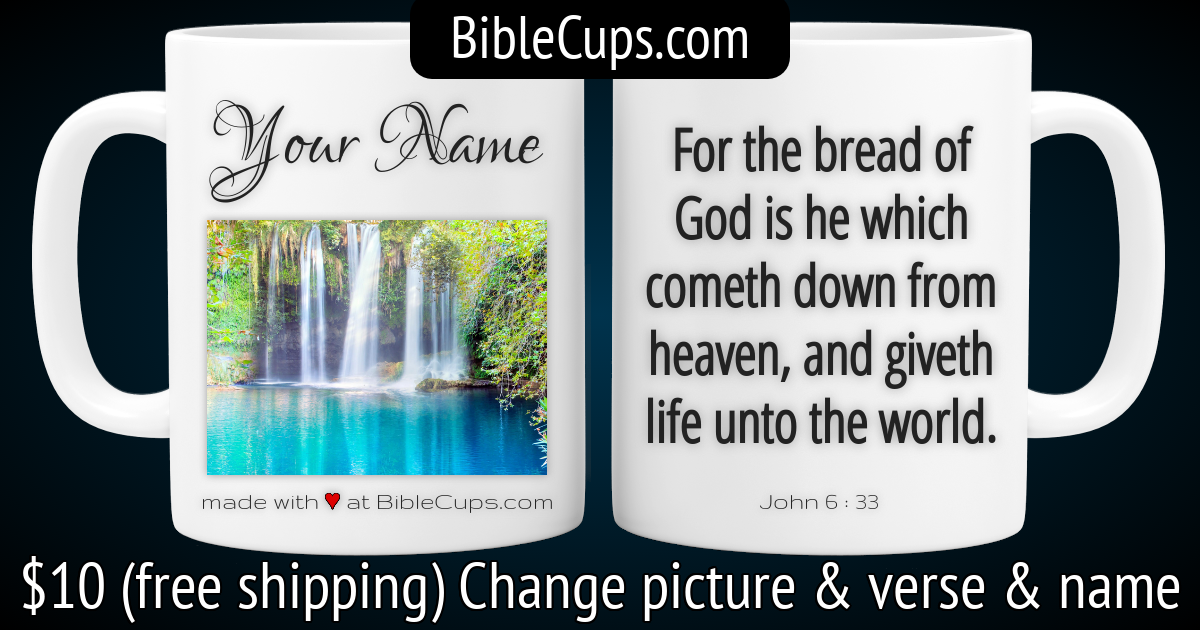 BibleCups.com
Your Name
made with ♥ at BibleCups.com
For the bread of
God is he which
cometh down from
heaven, and giveth
life unto the world.
John 6 : 33
$10 (free shipping) Change picture & verse & name